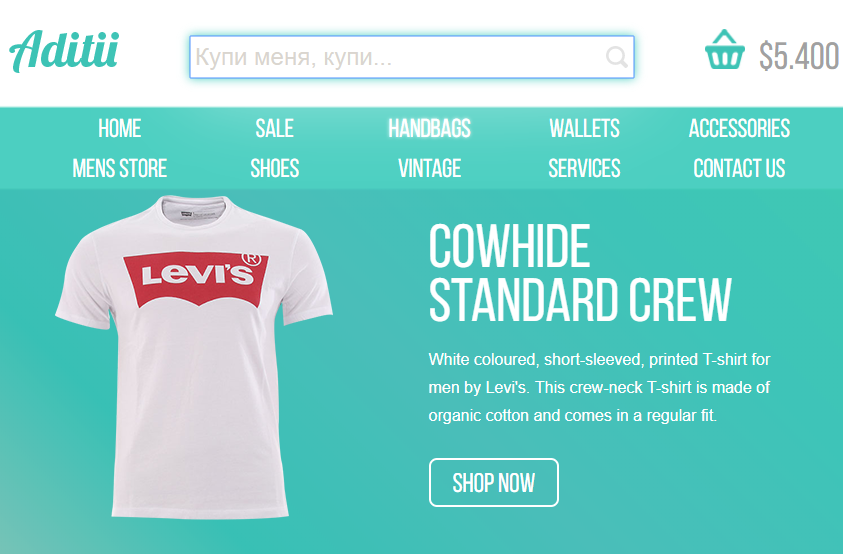 Aditii
Купи меня, купи...
$5.400
HOME SALE HANDBAGS WALLETS ACCESSORIES
MENS STORE SHOES VINTAGE SERVICES CONTACT US
LEVI'S ®
COWHIDE
STANDARD CREW
White coloured, short-sleeved, printed T-shirt for
men by Levi's. This crew-neck T-shirt is made of
organic cotton and comes in a regular fit.
SHOP NOW